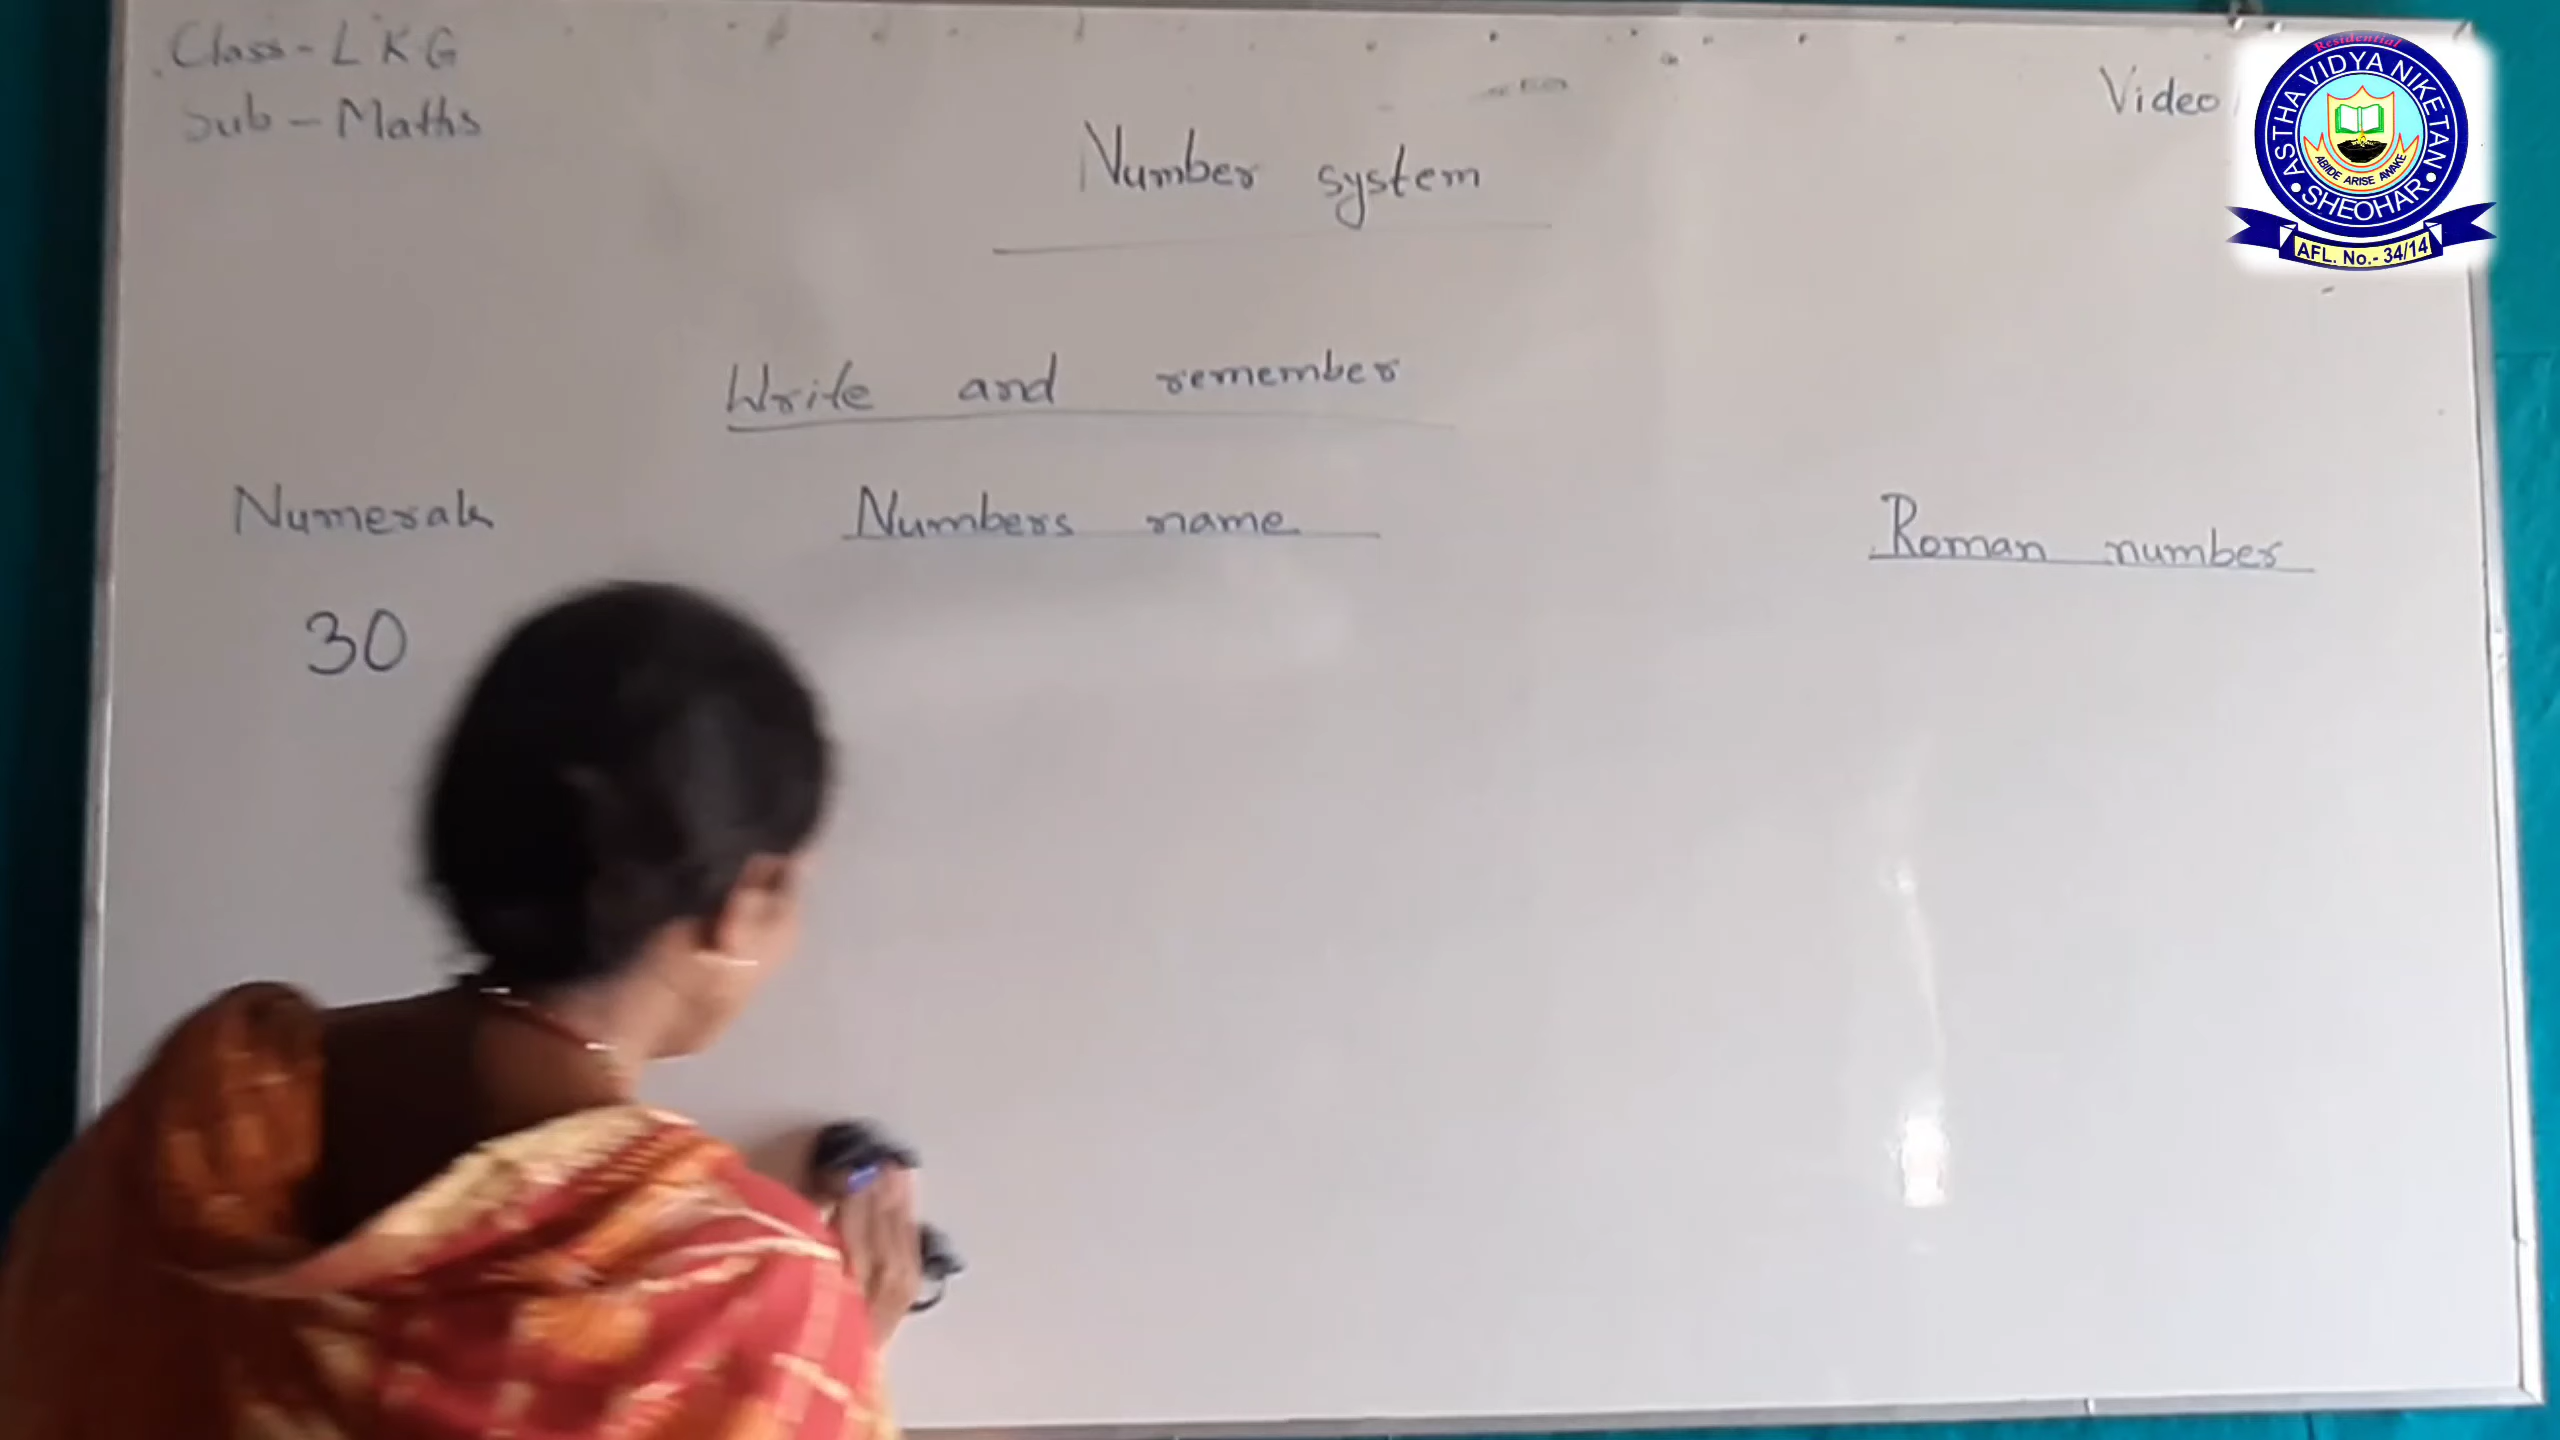 Class - LKG
Sub - Maths
Video
Number system
Write and remember
Numerals
Numbers name
Roman number
30
Residential
AASTHA VIDYA NIKETAN
SHEOHAR
ABIDE ARISE AWAKE
AFL. No.- 34/14